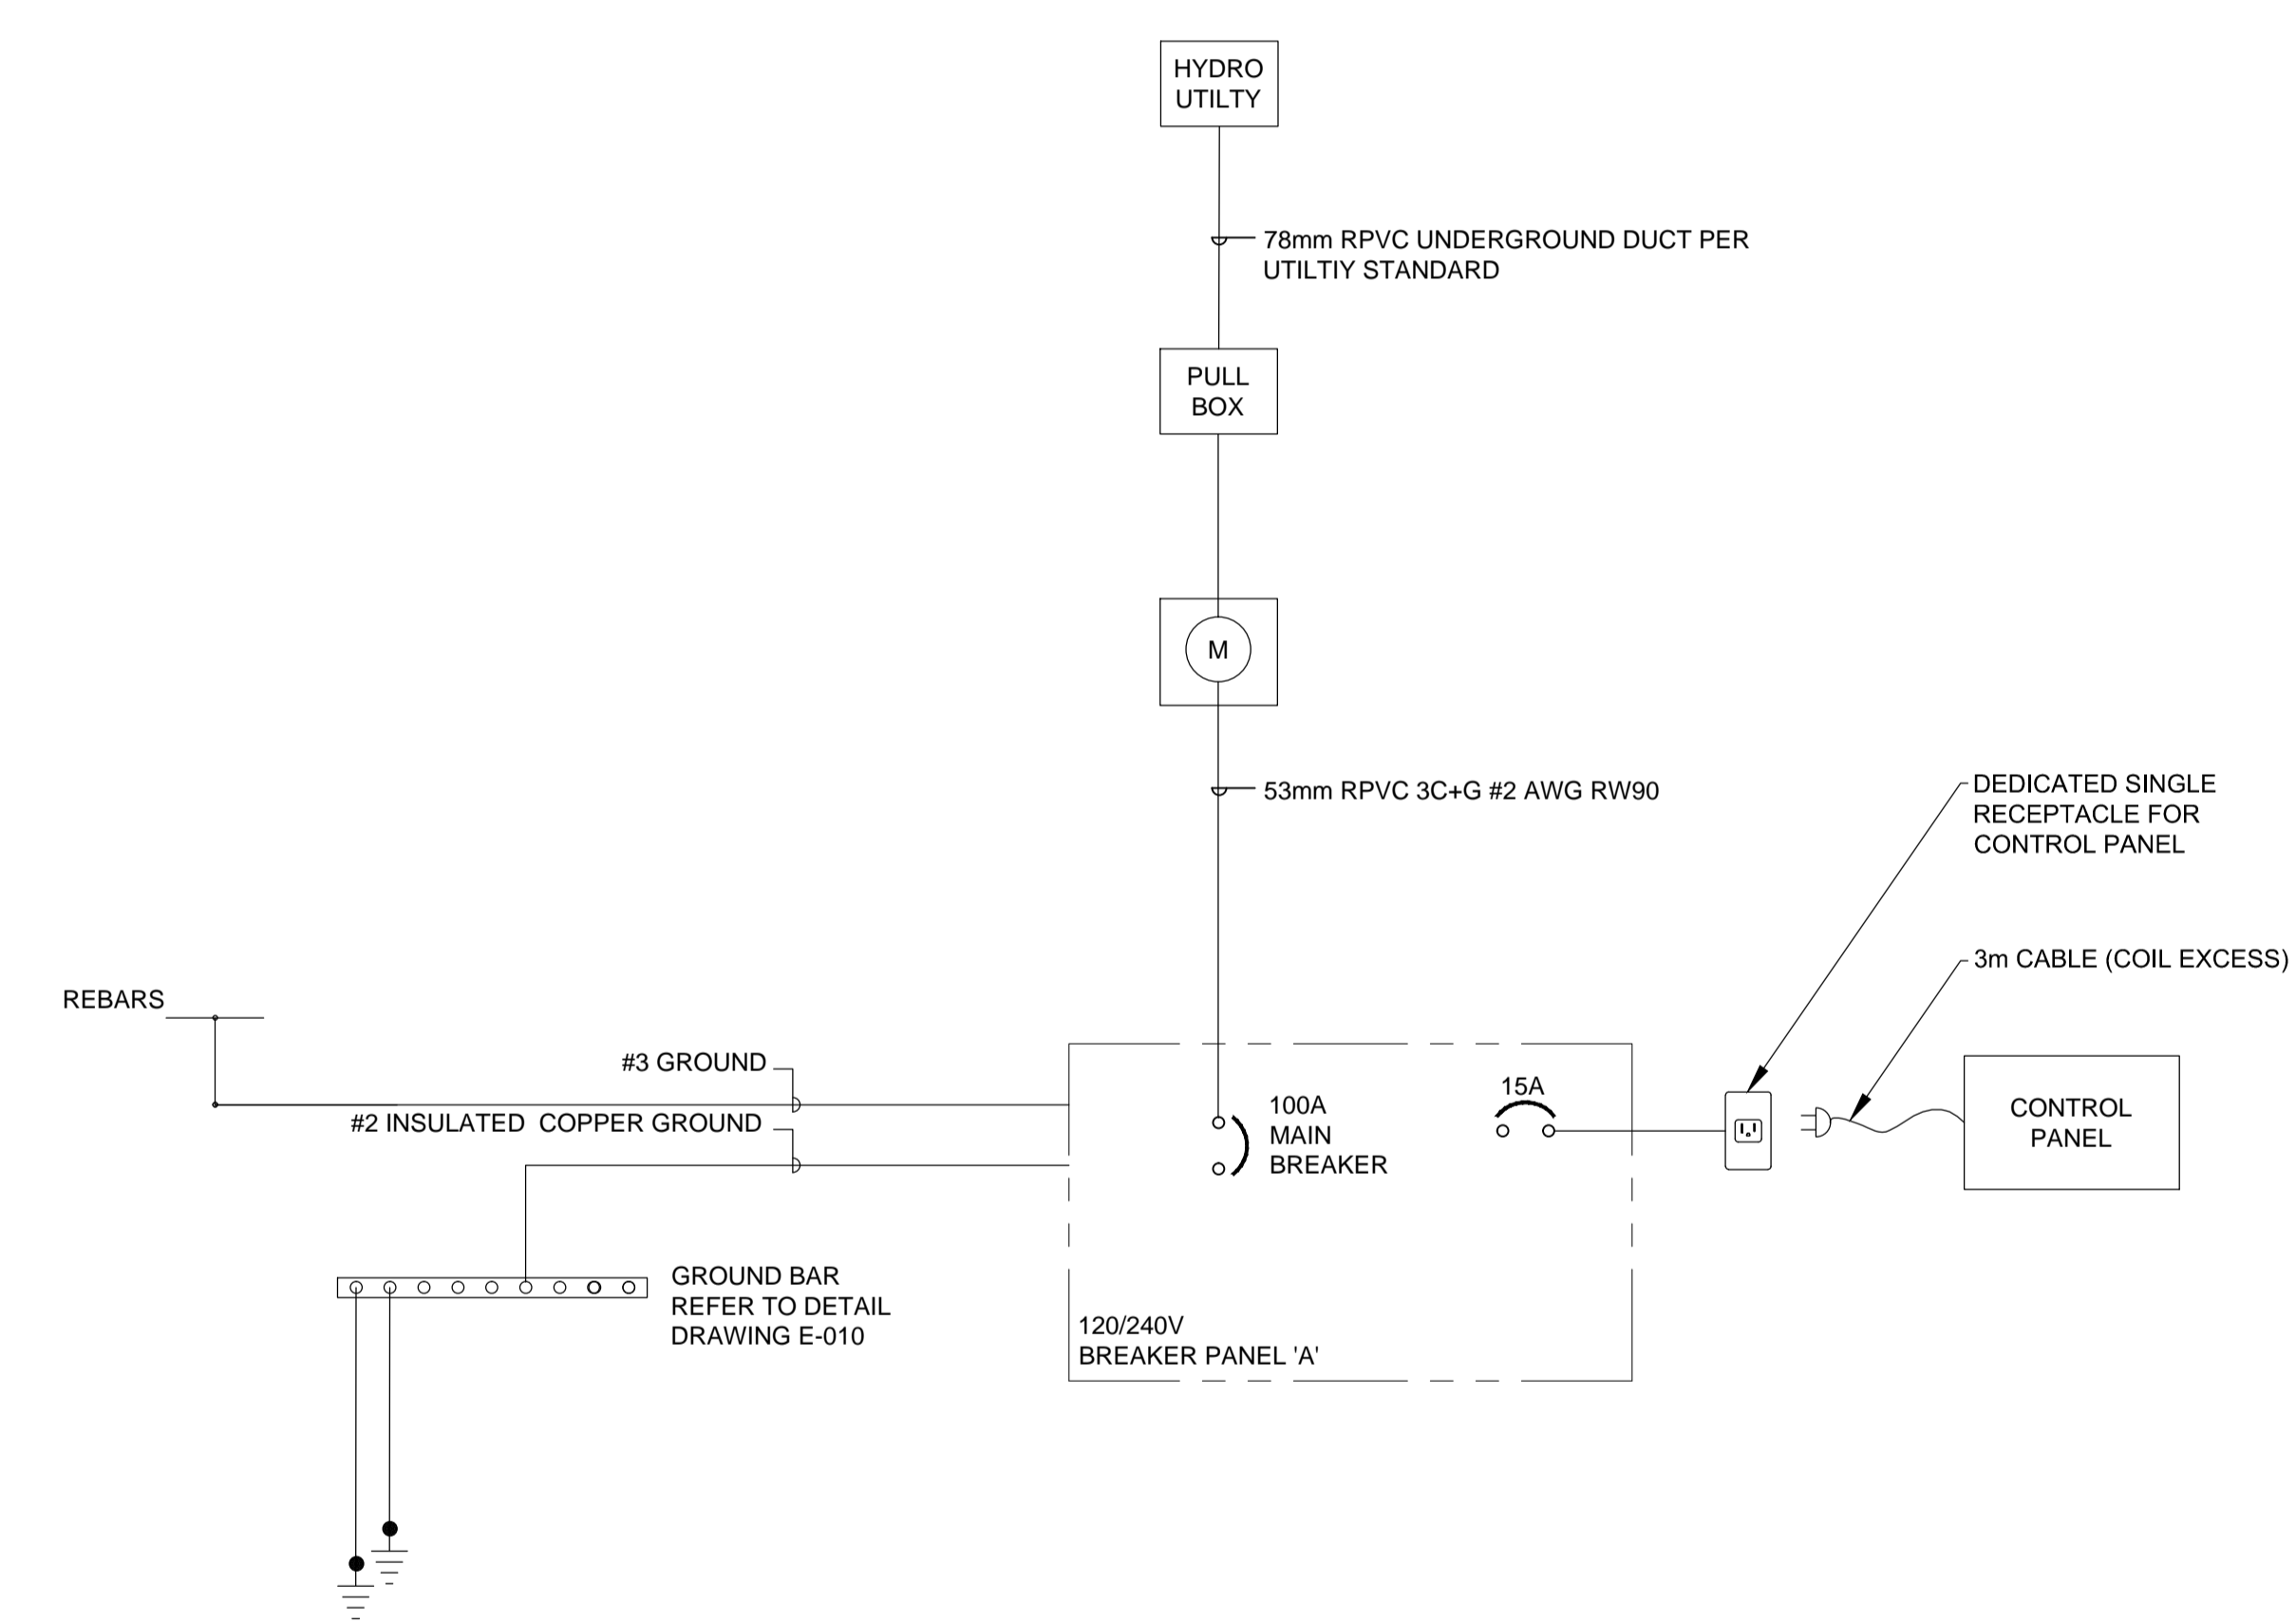 HYDRO
UTILTY
78mm RPVC UNDERGROUND DUCT PER
UTILTIY STANDARD
PULL
BOX
M
53mm RPVC 3C+G #2 AWG RW90
DEDICATED SINGLE
RECEPTACLE FOR
CONTROL PANEL
3m CABLE (COIL EXCESS)
REBARS
#3 GROUND
#2 INSULATED  COPPER GROUND
100A
MAIN
BREAKER
15A
CONTROL
PANEL
GROUND BAR
REFER TO DETAIL
DRAWING E-010
120/240V
BREAKER PANEL 'A'